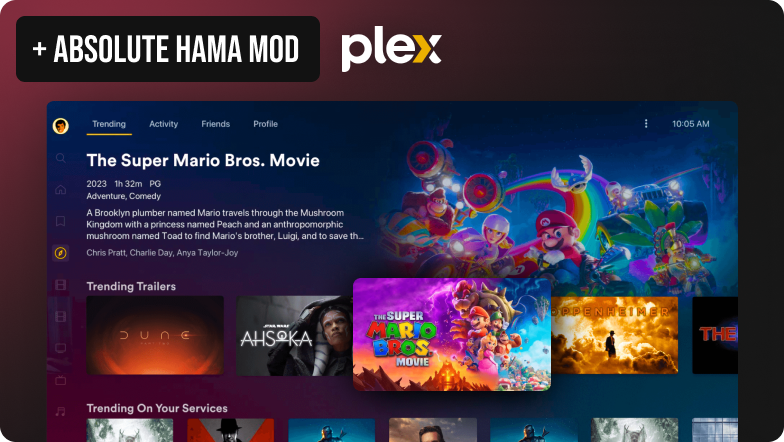 + ABSOLUTE HAMA MOD
plex
Trending Activity Friends Profile
10:05 AM
The Super Mario Bros. Movie
2023 1h 32m PG
Adventure, Comedy
A Brooklyn plumber named Mario travels through the Mushroom
Kingdom with a princess named Peach and an anthropomorphic
mushroom named Toad to find Mario's brother, Luigi, and to save th...
Chris Pratt, Charlie Day, Anya Taylor-Joy
Trending Trailers
DUNE
STAR WARS
AHSOKA
THE SUPER
MARIO
BROS.
MOVIE
OPPENHEIMER
THE
Trending On Your Services